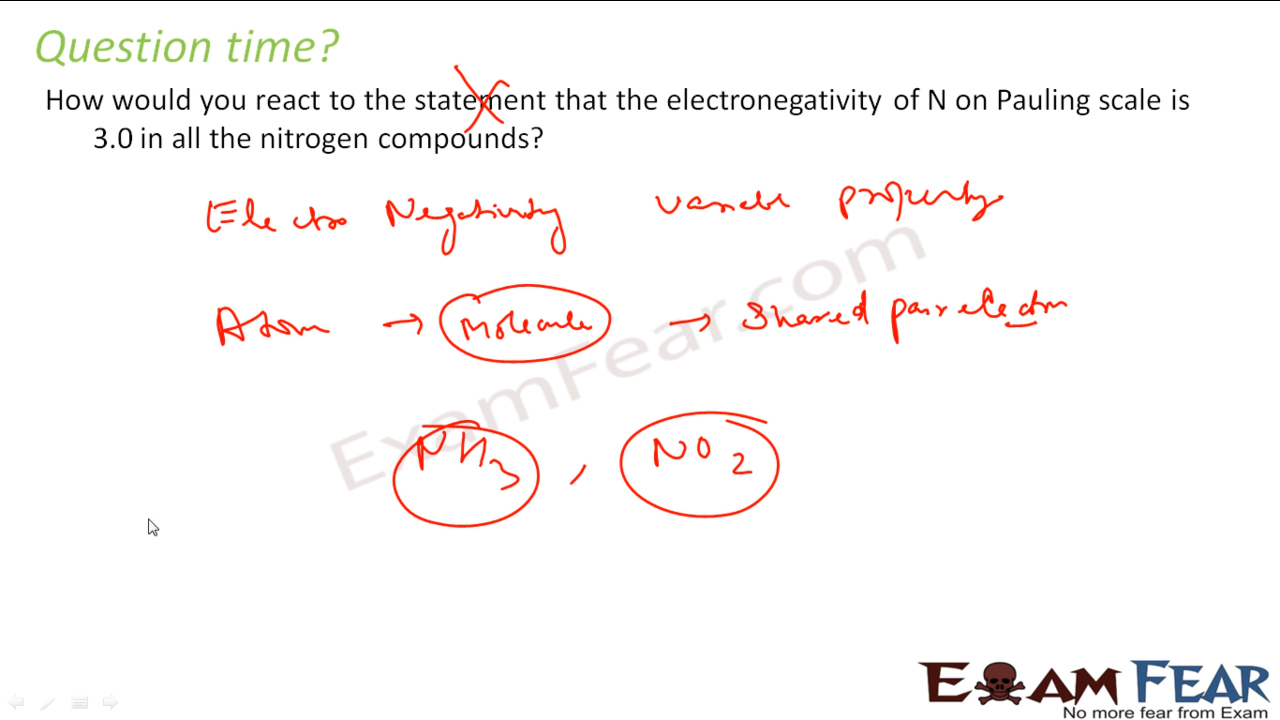 Question time?
How would you react to the statement that the electronegativity of N on Pauling scale is
3.0 in all the nitrogen compounds?
Electro Negativity variable property
Atom → Molecule → Shared pair electron
NH3 , NO2
ExamFear.com
EXAM FEAR
No more fear from Exam